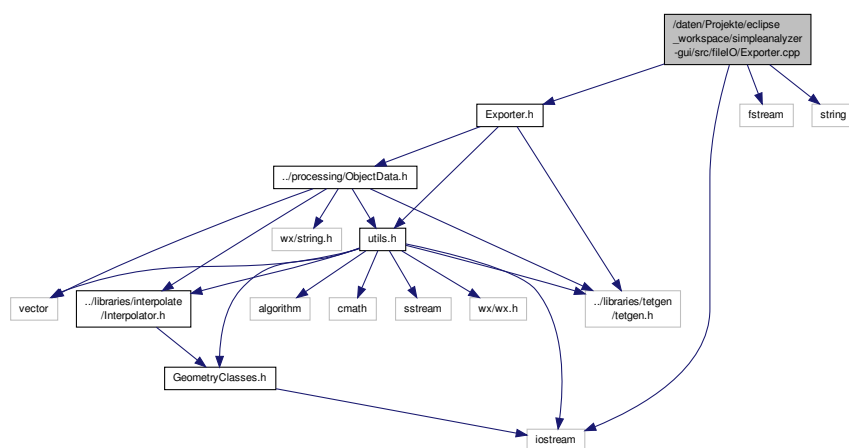 /daten/Projekte/eclipse
_workspace/simpleanalyzer
-gui/src/fileIO/Exporter.cpp
Exporter.h
fstream
string
../processing/ObjectData.h
wx/string.h
utils.h
vector
../libraries/interpolate
/Interpolator.h
algorithm
cmath
sstream
wx/wx.h
../libraries/tetgen
/tetgen.h
GeometryClasses.h
iostream